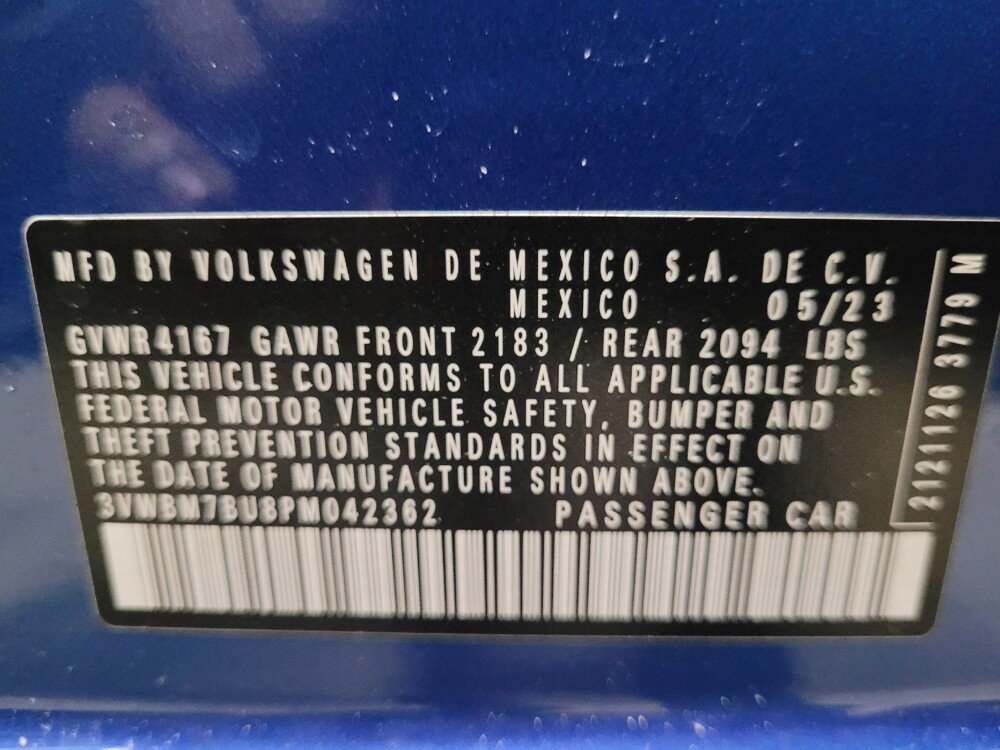 MFD BY VOLKSWAGEN DE MEXICO S.A. DE C.V.
MEXICO 05/23
GVWR4167 GAWR FRONT 2183 / REAR 2094 LBS
THIS VEHICLE CONFORMS TO ALL APPLICABLE U.S.
FEDERAL MOTOR VEHICLE SAFETY, BUMPER AND
THEFT PREVENTION STANDARDS IN EFFECT ON
THE DATE OF MANUFACTURE SHOWN ABOVE.
3VWBM7BU8PM042362 PASSENGER CAR
2121126 3779 M